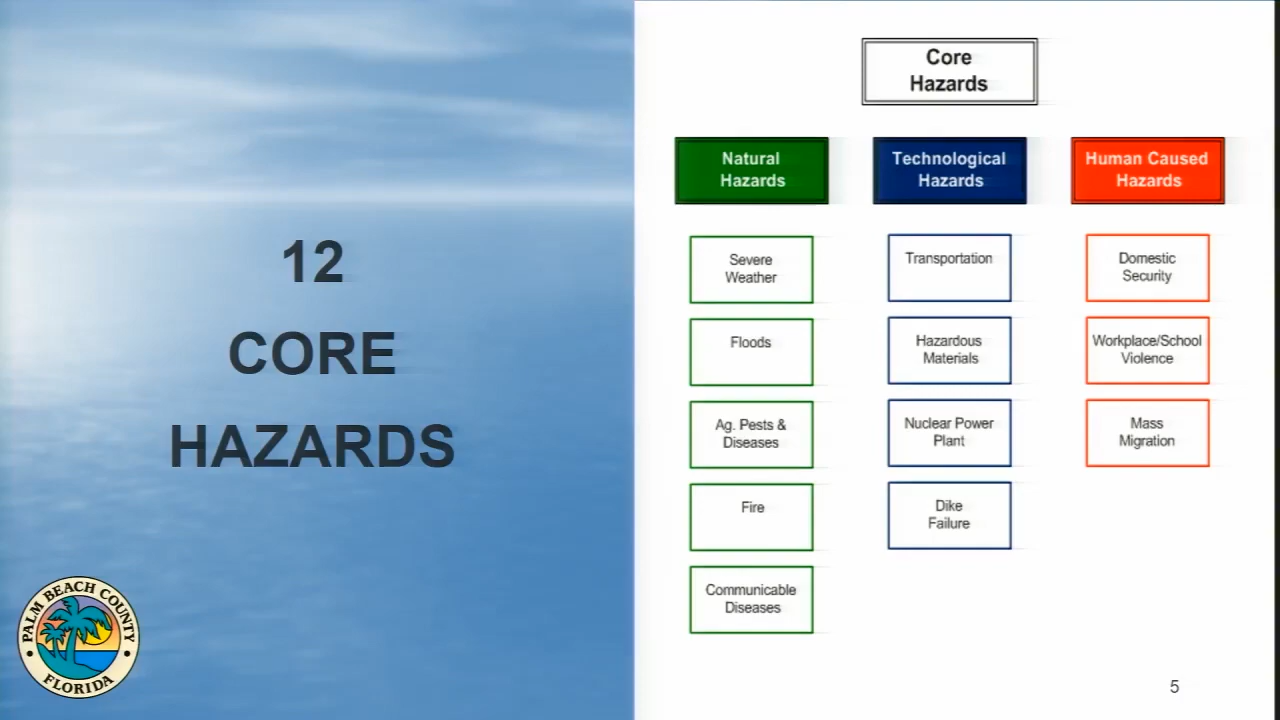 12
CORE
HAZARDS
PALM BEACH COUNTY
FLORIDA
Core
Hazards
Natural
Hazards
Severe
Weather
Floods
Ag. Pests &
Diseases
Fire
Communicable
Diseases
Technological
Hazards
Transportation
Hazardous
Materials
Nuclear Power
Plant
Dike
Failure
Human Caused
Hazards
Domestic
Security
Workplace/School
Violence
Mass
Migration
5